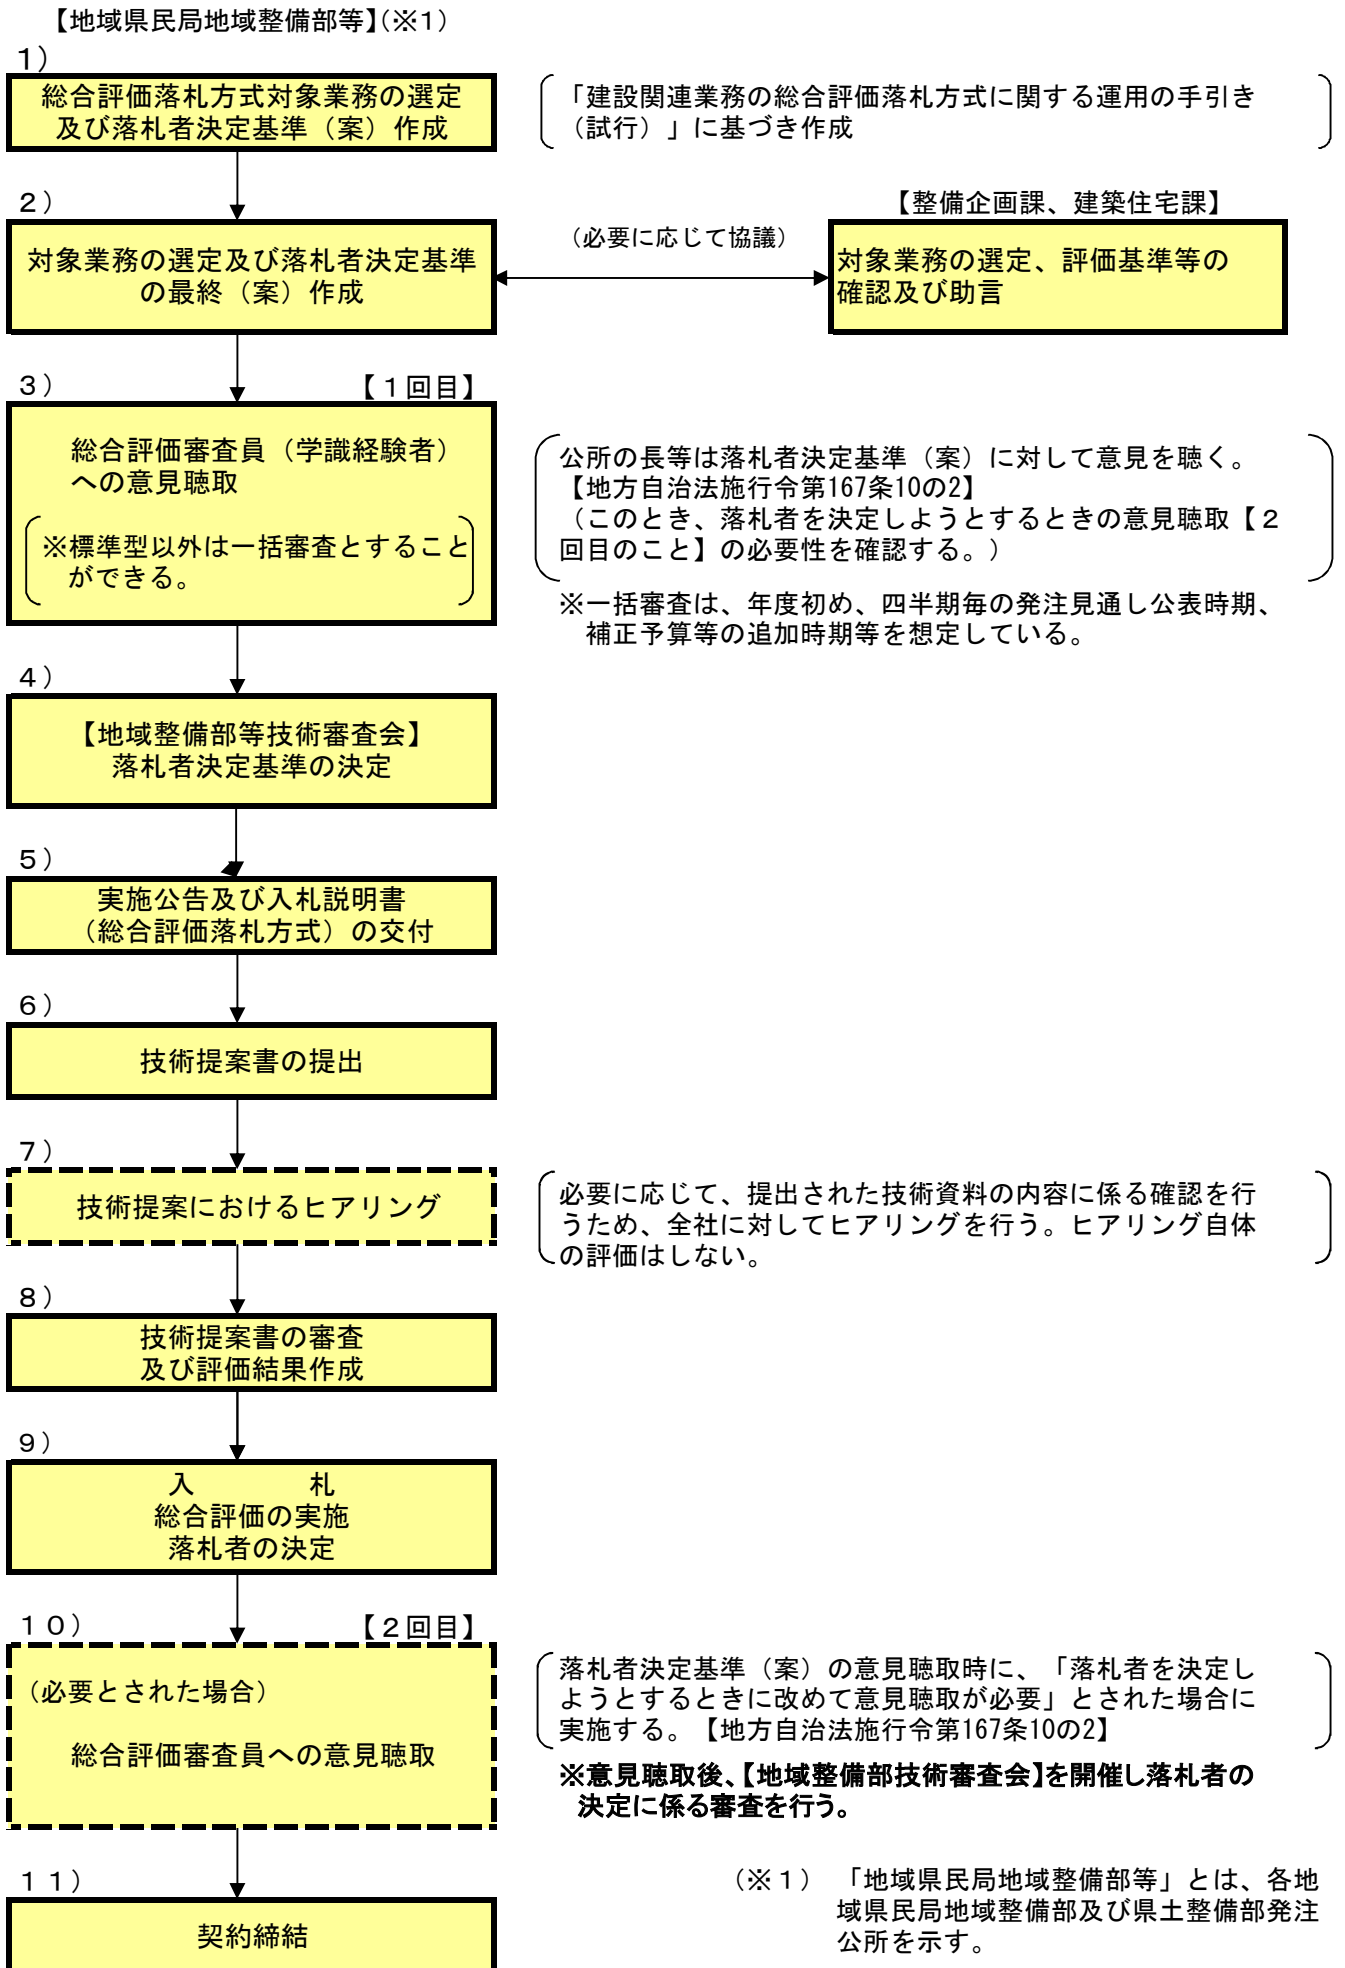 【地域県民局地域整備部等】(※1)
1)
総合評価落札方式対象業務の選定
及び落札者決定基準（案）作成
「建設関連業務の総合評価落札方式に関する運用の手引き
（試行）」に基づき作成
2)
【整備企画課、建築住宅課】
対象業務の選定及び落札者決定基準
の最終（案）作成
（必要に応じて協議）
対象業務の選定、評価基準等の
確認及び助言
3)
【１回目】
総合評価審査員（学識経験者）
への意見聴取
※標準型以外は一括審査とすること
ができる。
公所の長等は落札者決定基準（案）に対して意見を聴く。
【地方自治法施行令第167条10の2】
（このとき、落札者を決定しようとするときの意見聴取【２
回目のこと】の必要性を確認する。）
※一括審査は、年度初め、四半期毎の発注見通し公表時期、
補正予算等の追加時期等を想定している。
4)
【地域整備部等技術審査会】
落札者決定基準の決定
5)
実施公告及び入札説明書
（総合評価落札方式）の交付
6)
技術提案書の提出
7)
技術提案におけるヒアリング
必要に応じて、提出された技術資料の内容に係る確認を行
うため、全社に対してヒアリングを行う。ヒアリング自体
の評価はしない。
8)
技術提案書の審査
及び評価結果作成
9)
入　　　　札
総合評価の実施
落札者の決定
１０）
【２回目】
（必要とされた場合）
総合評価審査員への意見聴取
落札者決定基準（案）の意見聴取時に、「落札者を決定し
ようとするときに改めて意見聴取が必要」とされた場合に
実施する。【地方自治法施行令第167条10の2】
※意見聴取後、【地域整備部技術審査会】を開催し落札者の
決定に係る審査を行う。
１１）
契約締結
（※１）　「地域県民局地域整備部等」とは、各地
域県民局地域整備部及び県土整備部発注
公所を示す。